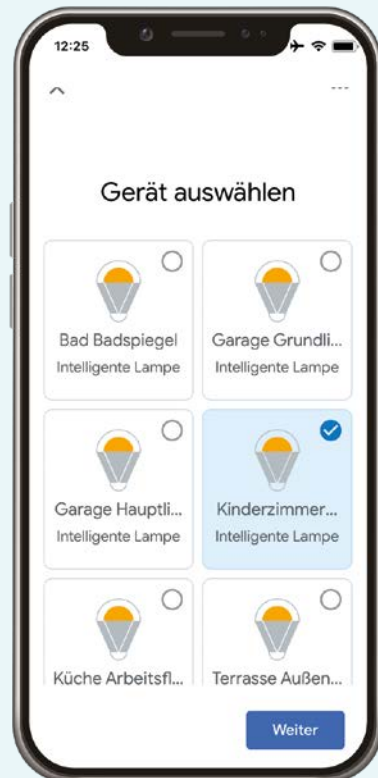 12:25
Gerät auswählen
Bad Badspiegel
Intelligente Lampe
Garage Grundli...
Intelligente Lampe
Garage Hauptli...
Intelligente Lampe
Kinderzimmer...
Intelligente Lampe
Küche Arbeitsfl...
Terrasse Außen...
Weiter